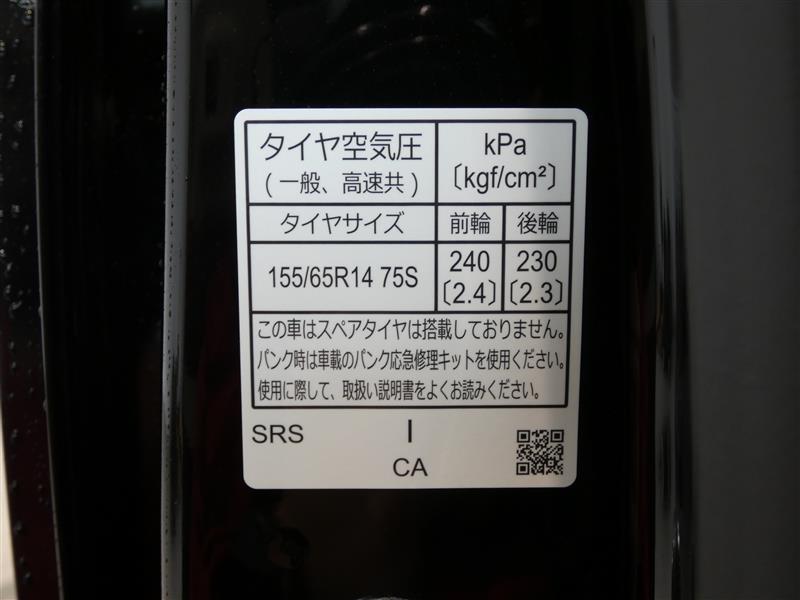 タイヤ空気圧
(一般、高速共)
kPa
〔kgf/cm²〕
タイヤサイズ 前輪 後輪
155/65R14 75S 240 230
〔2.4〕 〔2.3〕
この車はスペアタイヤは搭載しておりません。
パンク時は車載のパンク応急修理キットを使用ください。
使用に際して、取扱い説明書をよくお読みください。
SRS I
CA